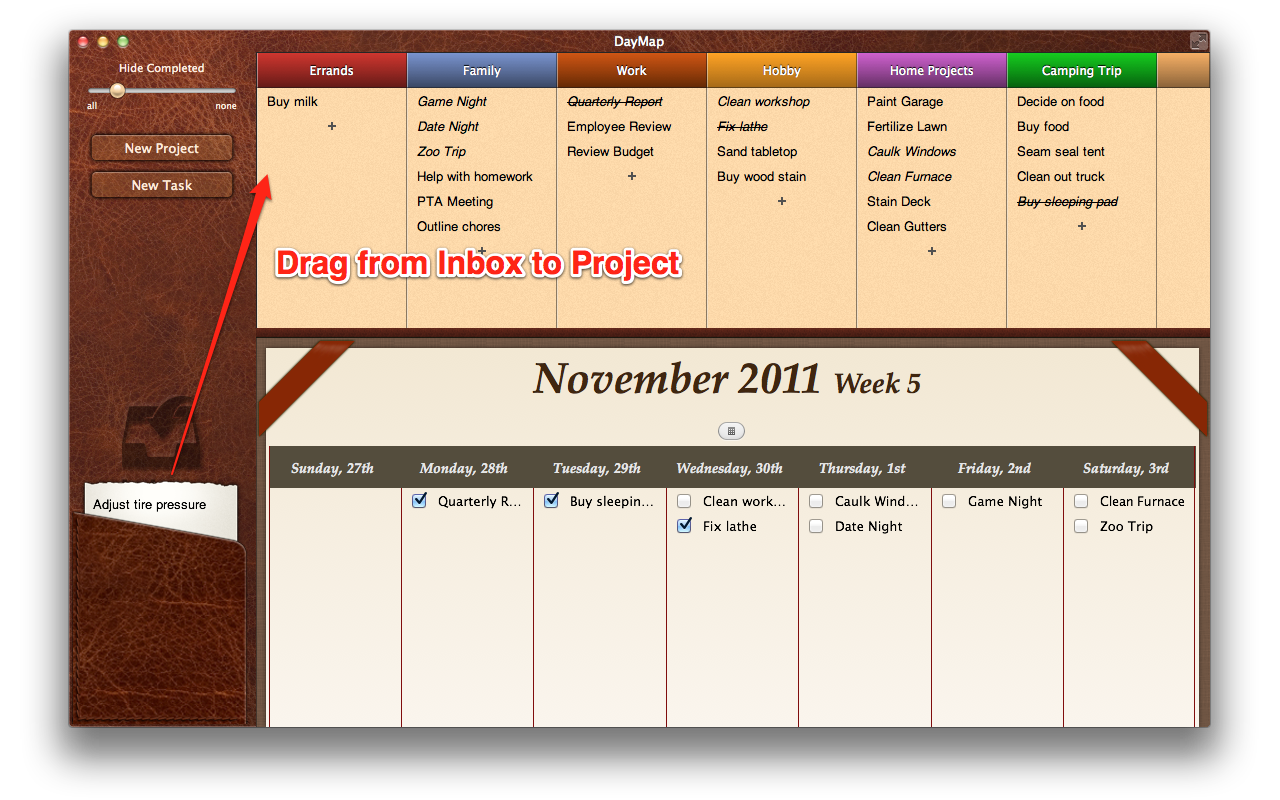 DayMap
Hide Completed
all none
New Project
New Task
Adjust tire pressure
Errands
Buy milk
+
Family
Game Night
Date Night
Zoo Trip
Help with homework
PTA Meeting
Outline chores
+
Work
Quarterly Report
Employee Review
Review Budget
+
Hobby
Clean workshop
Fix lathe
Sand tabletop
Buy wood stain
+
Home Projects
Paint Garage
Fertilize Lawn
Caulk Windows
Clean Furnace
Stain Deck
Clean Gutters
+
Camping Trip
Decide on food
Buy food
Seam seal tent
Clean out truck
Buy sleeping pad
+
Drag from Inbox to Project
November 2011 Week 5
Sunday, 27th
Monday, 28th
Quarterly R...
Tuesday, 29th
Buy sleepin...
Wednesday, 30th
Clean work...
Fix lathe
Thursday, 1st
Caulk Wind...
Date Night
Friday, 2nd
Game Night
Saturday, 3rd
Clean Furnace
Zoo Trip